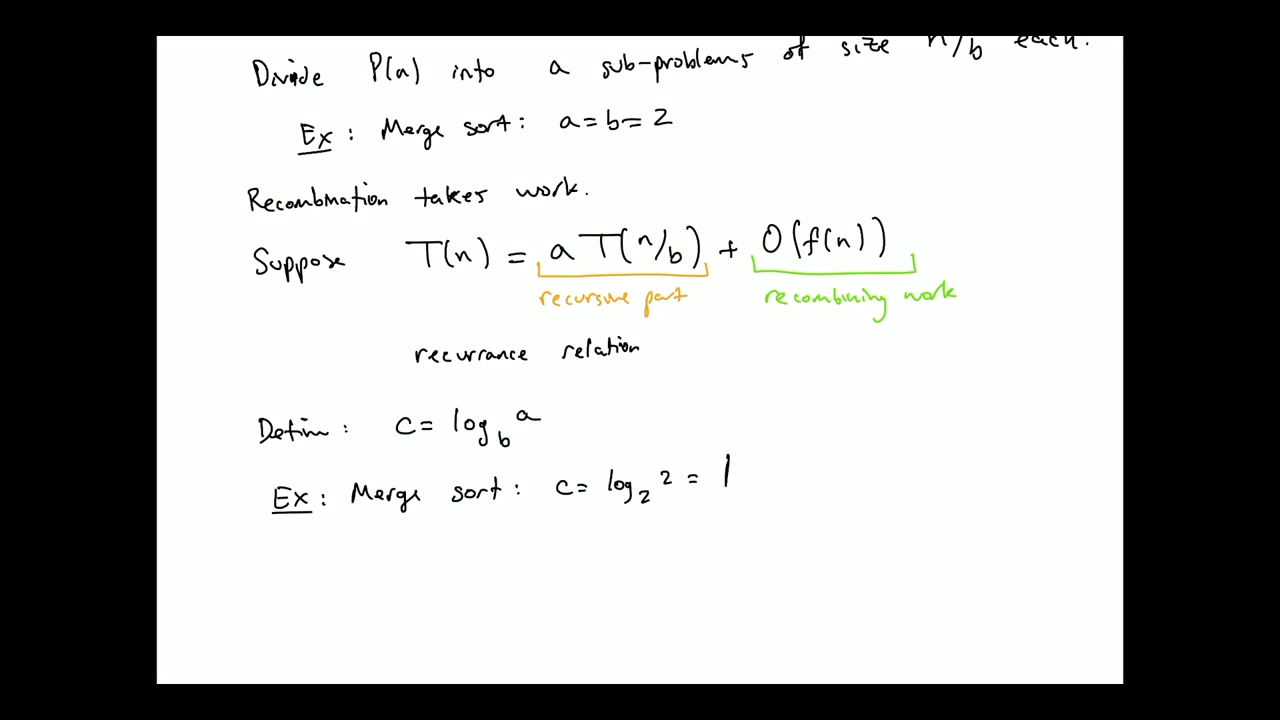 Divide P(n) into a sub-problems of size n/b each.
Ex: Merge sort: a=b=2
Recombination takes work.
Suppose T(n) = a T(n/b) + O(f(n))
recursive part recombining work
recurrance relation
Define: c= log_b a
Ex: Merge sort: c= log_2 2 = 1